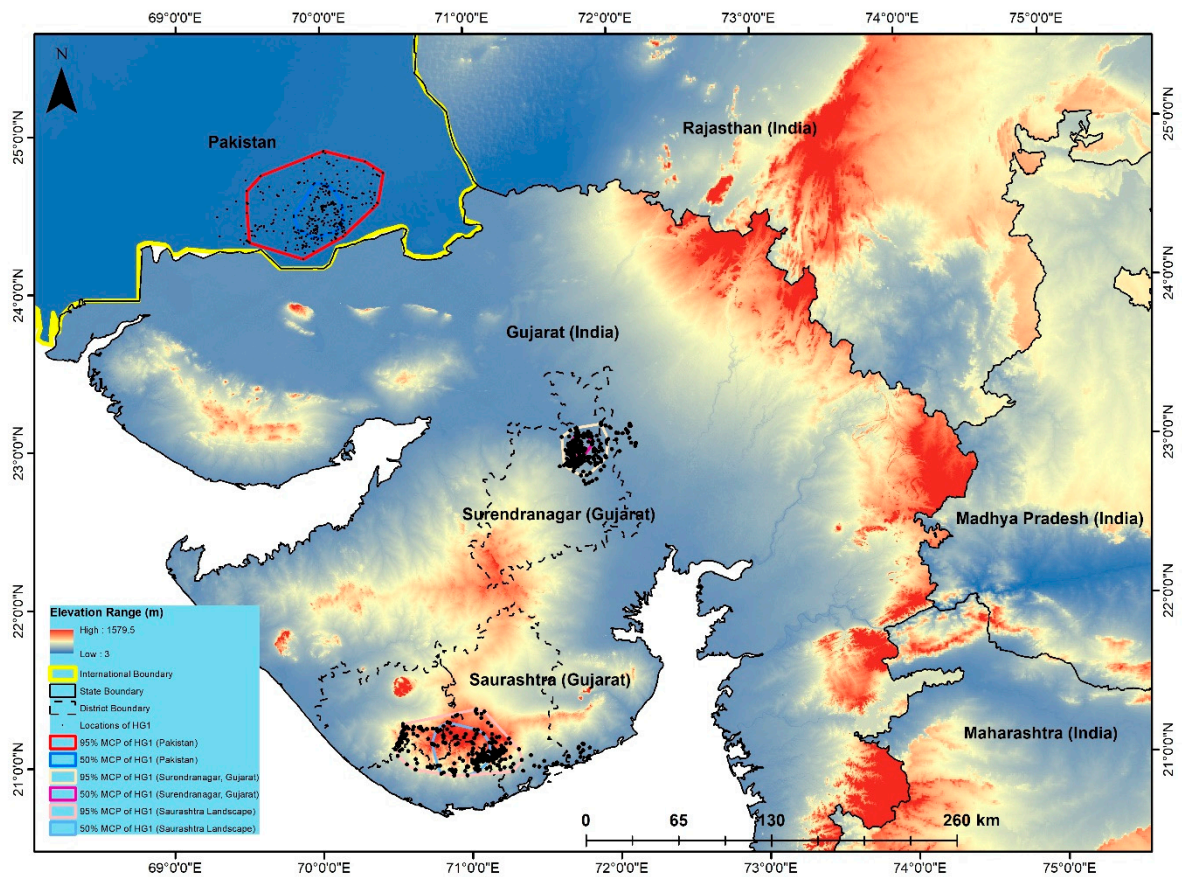 69°0'0"E 70°0'0"E 71°0'0"E 72°0'0"E 73°0'0"E 74°0'0"E 75°0'0"E
N
25°0'0"N
24°0'0"N
23°0'0"N
22°0'0"N
21°0'0"N
Pakistan
Rajasthan (India)
Gujarat (India)
Surendranagar (Gujarat)
Madhya Pradesh (India)
Saurashtra (Gujarat)
Maharashtra (India)
Elevation Range (m)
High : 1579.5
Low : 3
International Boundary
State Boundary
District Boundary
Locations of HG1
95% MCP of HG1 (Pakistan)
50% MCP of HG1 (Pakistan)
95% MCP of HG1 (Surendranagar, Gujarat)
50% MCP of HG1 (Surendranagar, Gujarat)
95% MCP of HG1 (Saurashtra Landscape)
50% MCP of HG1 (Saurashtra Landscape)
0 65 130 260 km
25°0'0"N
24°0'0"N
23°0'0"N
22°0'0"N
21°0'0"N
69°0'0"E 70°0'0"E 71°0'0"E 72°0'0"E 73°0'0"E 74°0'0"E 75°0'0"E